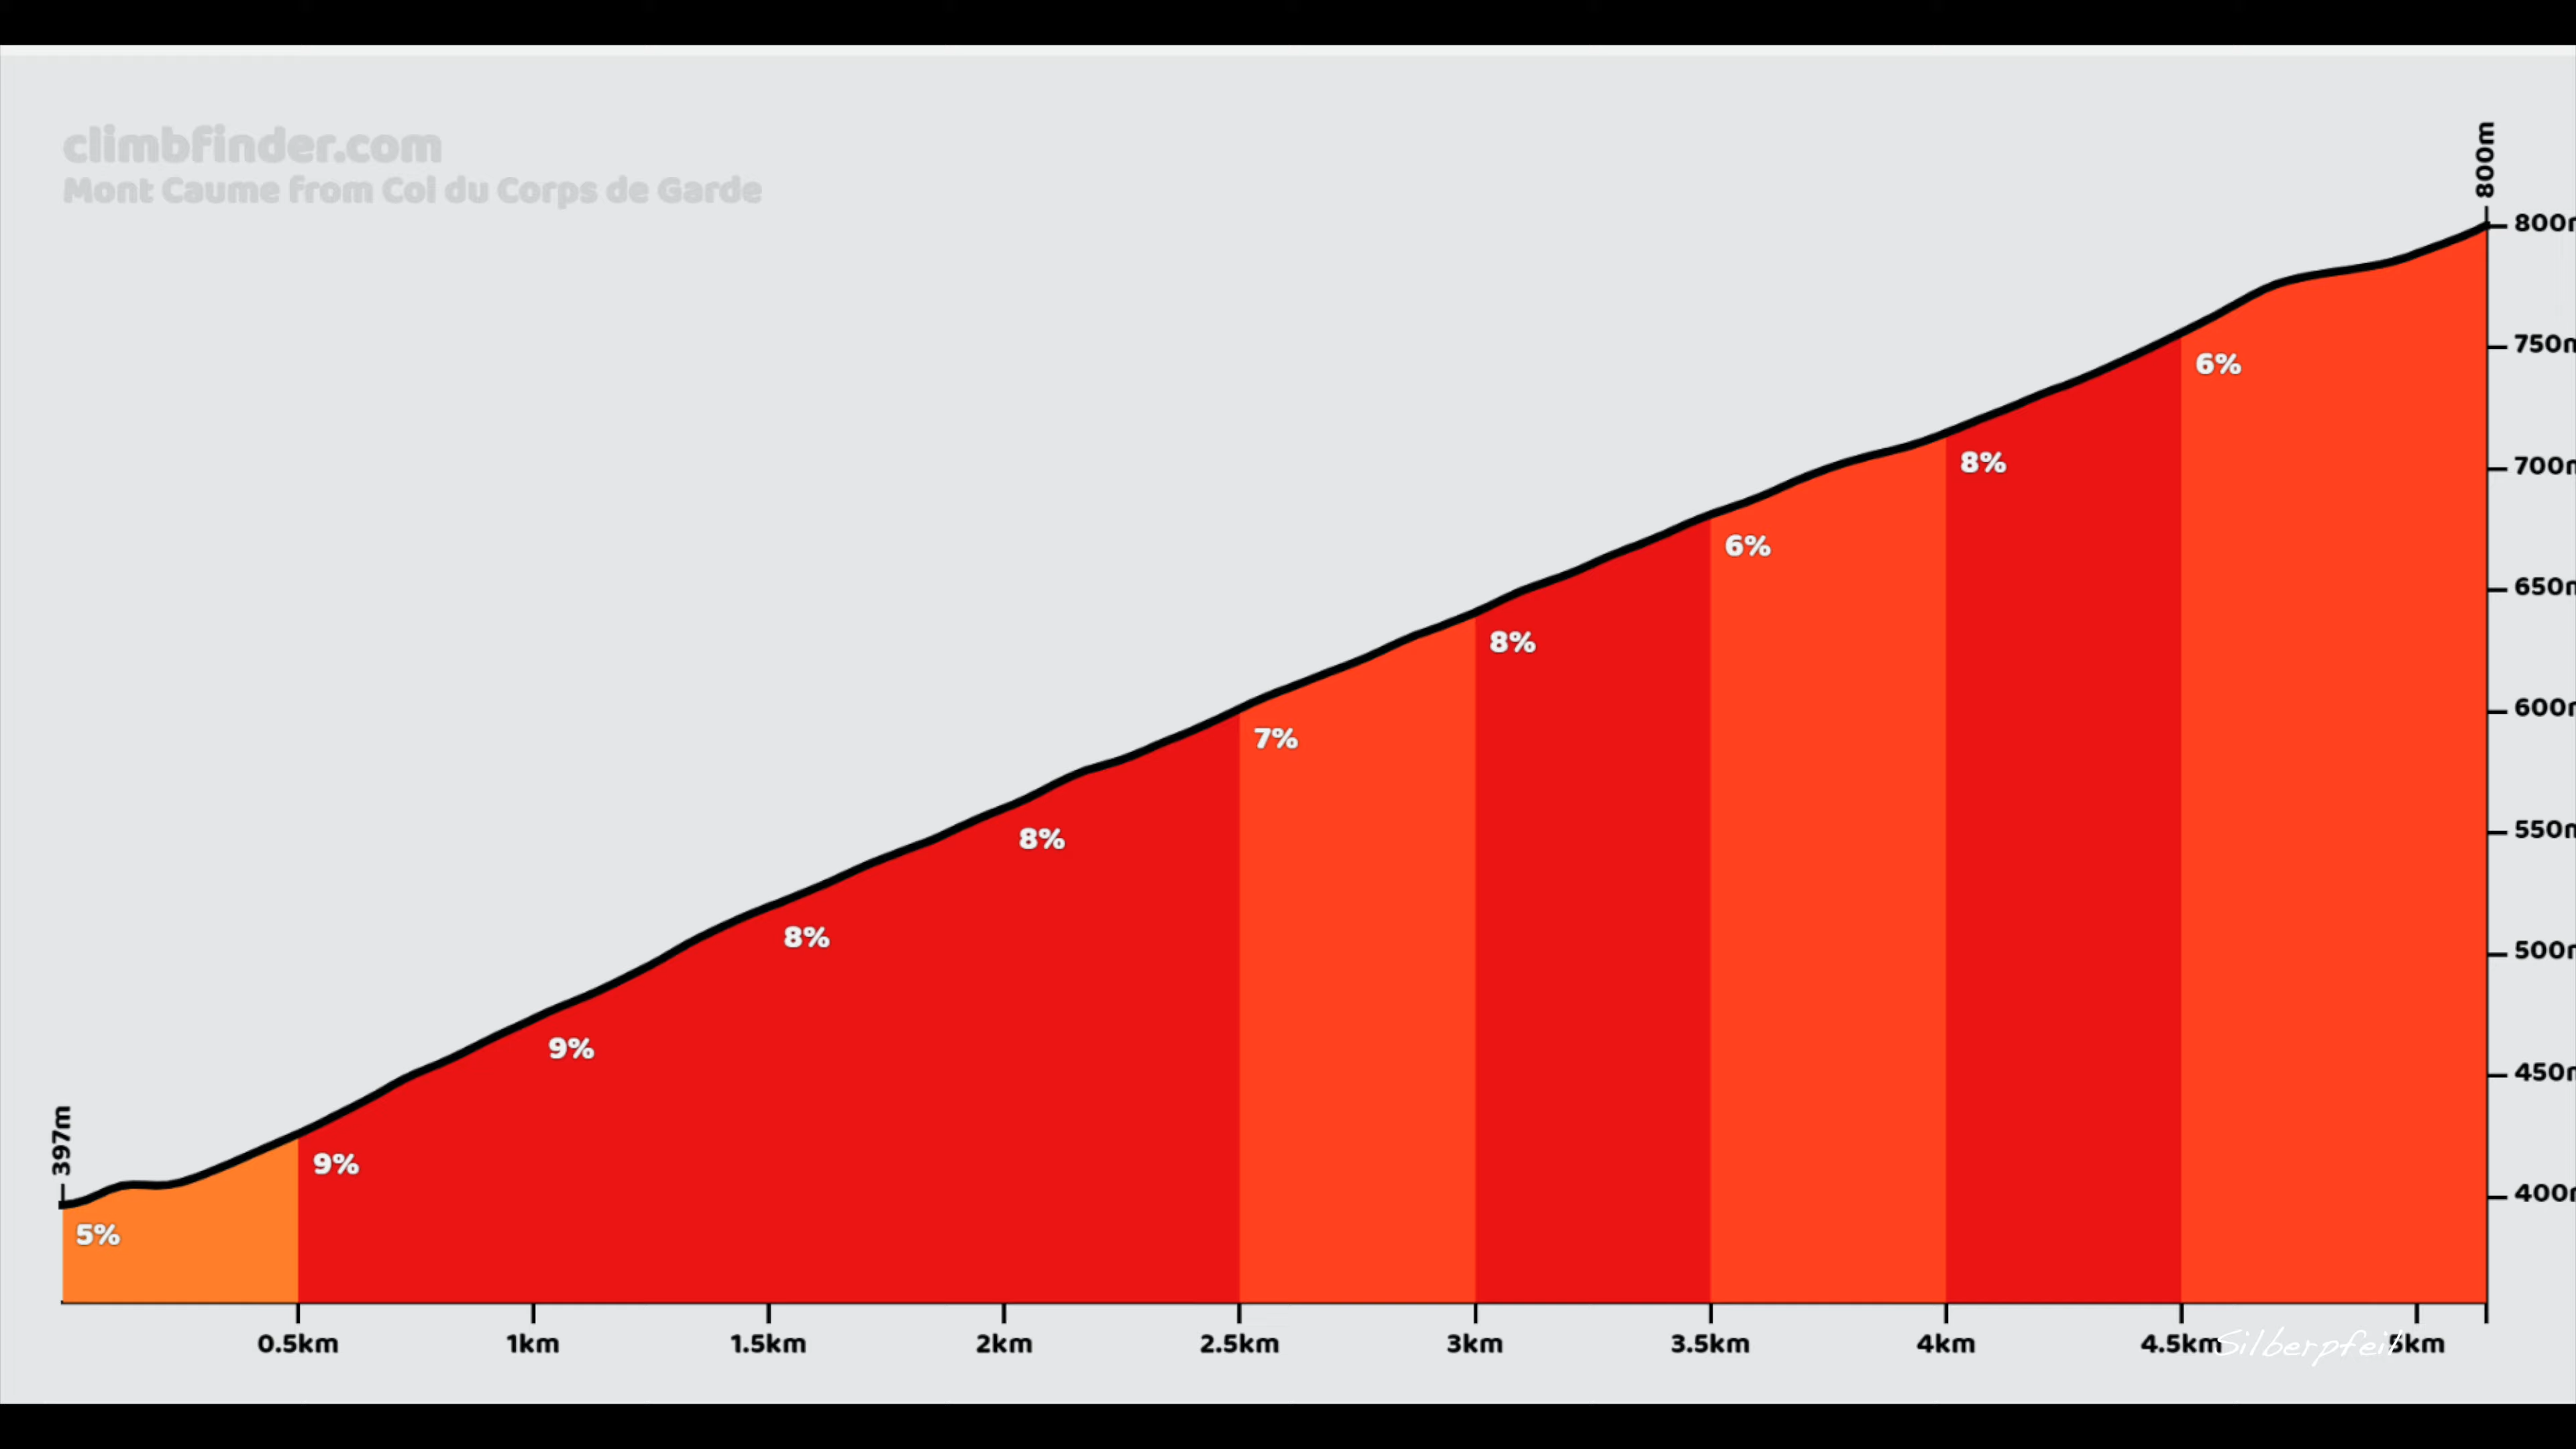 climbfinder.com
Mont Caume from Col du Corps de Garde
800m
800m
750m
700m
650m
600m
550m
500m
450m
400m
397m
5%
9%
9%
8%
8%
7%
8%
6%
8%
6%
0.5km
1km
1.5km
2km
2.5km
3km
3.5km
4km
4.5km
5km
Silberpfeil